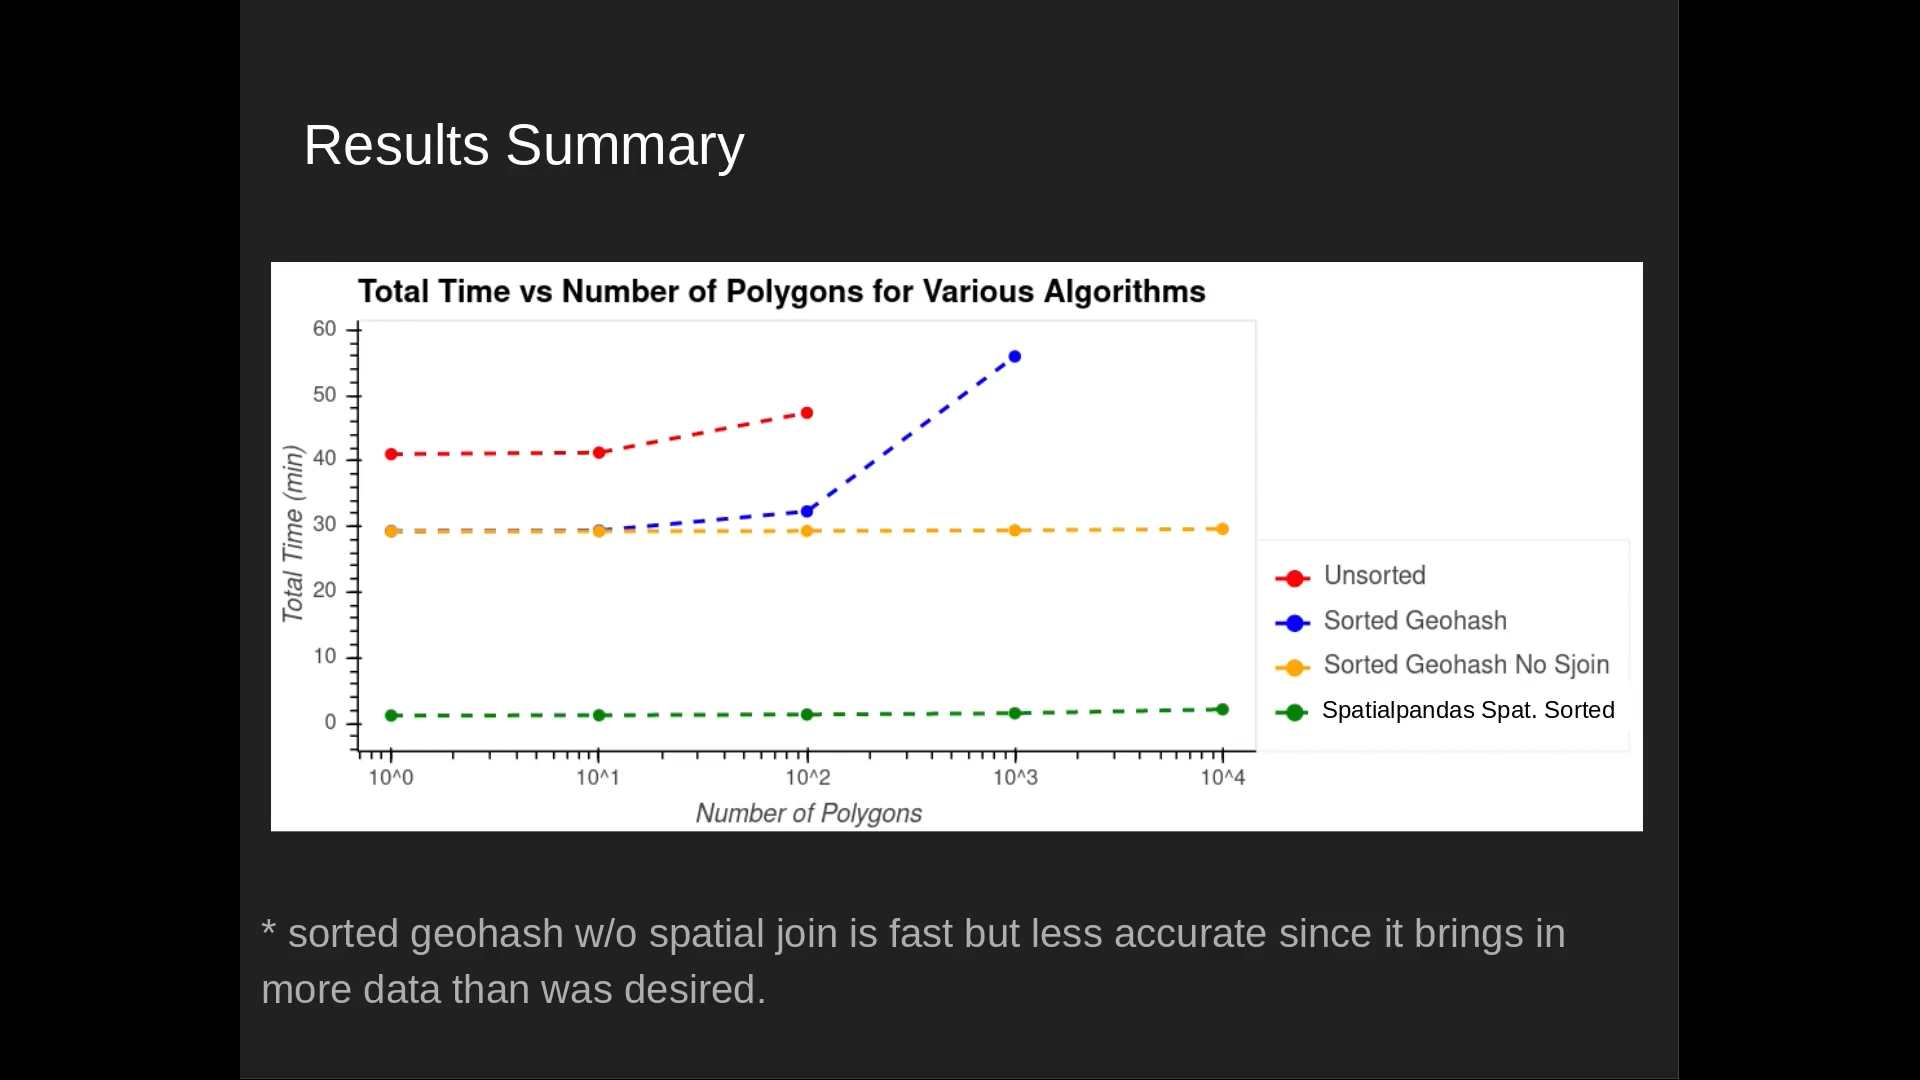 Results Summary
Total Time vs Number of Polygons for Various Algorithms
60
50
40
30
20
10
0
Total Time (min)
10^0
10^1
10^2
10^3
10^4
Number of Polygons
Unsorted
Sorted Geohash
Sorted Geohash No Sjoin
Spatialpandas Spat. Sorted
* sorted geohash w/o spatial join is fast but less accurate since it brings in
more data than was desired.